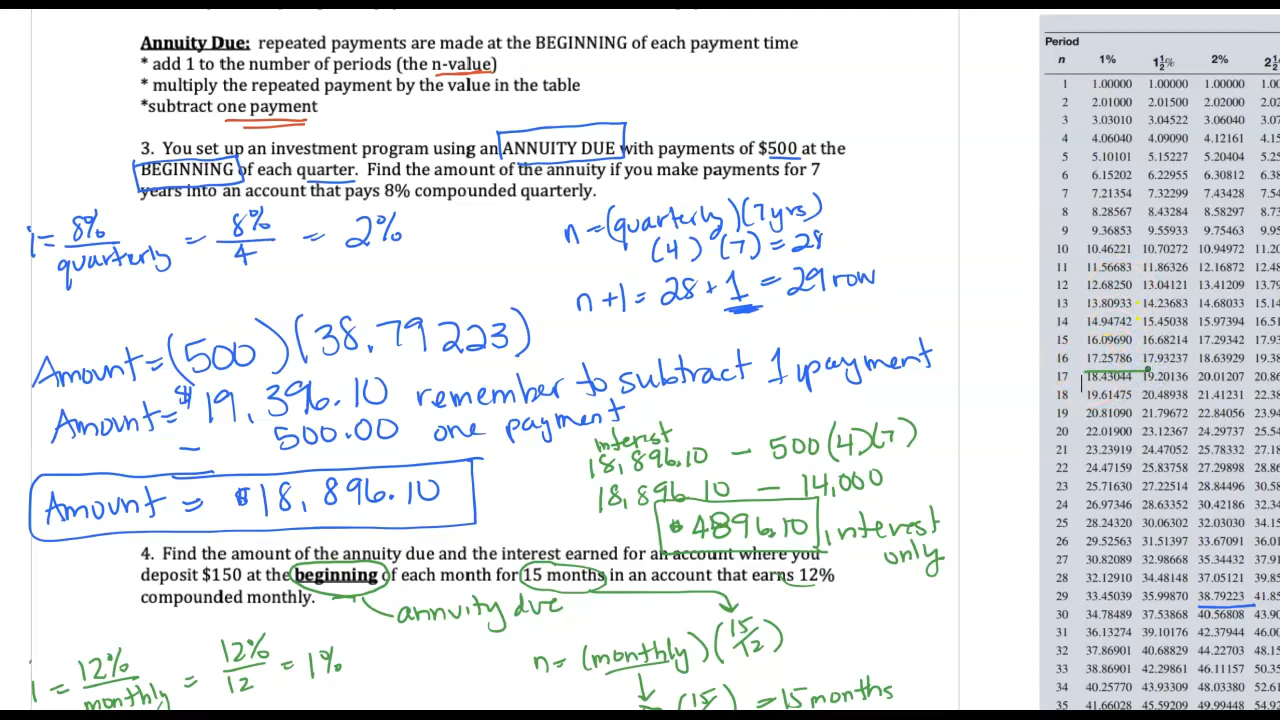 Annuity Due: repeated payments are made at the BEGINNING of each payment time
* add 1 to the number of periods (the n-value)
* multiply the repeated payment by the value in the table
*subtract one payment
3. You set up an investment program using an ANNUITY DUE with payments of $500 at the
BEGINNING of each quarter. Find the amount of the annuity if you make payments for 7
years into an account that pays 8% compounded quarterly.
i = 8% / quarterly = 8% / 4 = 2%
n = (quarterly)(7 yrs)
(4) (7) = 28
n + 1 = 28 + 1 = 29 row
Amount = (500)(38.79223)
Amount = $19,396.10 remember to subtract 1 payment
- 500.00 one payment
Amount = $18,896.10
interest
18,896.10 - 500(4)(7)
18,896.10 - 14,000
$4896.10 interest
only
4. Find the amount of the annuity due and the interest earned for an account where you
deposit $150 at the beginning of each month for 15 months in an account that earns 12%
compounded monthly.
annuity due
i = 12% / monthly = 12% / 12 = 1%
n = (monthly)(15/12)
(15/ ) = 15 months
Period
n 1% 1½% 2%
1 1.00000 1.00000 1.00000 1.00
2 2.01000 2.01500 2.02000
3 3.03010 3.04522 3.06040
4 4.06040 4.09090 4.12161
5 5.10101 5.15227 5.20404
6 6.15202 6.22955 6.30812
7 7.21354 7.32299 7.43428
8 8.28567 8.43284 8.58297
9 9.36853 9.55933 9.75463
10 10.46221 10.70272 10.94972
11 11.56683 11.86326 12.16872
12 12.68250 13.04121 13.41209
13 13.80933 14.23683 14.68033
14 14.94742 15.45038 15.97394
15 16.09690 16.68214 17.29342
16 17.25786 17.93237 18.63929
17 18.43044 19.20136 20.01207
18 19.61475 20.48938 21.41231
19 20.81090 21.79672 22.84056
20 22.01900 23.12367 24.29737
21 23.23919 24.47052 25.78332
22 24.47159 25.83758 27.29898
23 25.71630 27.22514 28.84496
24 26.97346 28.63352 30.42186
25 28.24320 30.06302 32.03030
26 29.52563 31.51397 33.67091
27 30.82089 32.98668 35.34432
28 32.12910 34.48148 37.05121
29 33.45039 35.99870 38.79223
30 34.78489 37.53868 40.56808
31 36.13274 39.10176 42.37944
32 37.86901 40.68829 44.22703
33 38.86901 42.29861 46.11157
34 40.25770 43.93309 48.03380
35 41.66028 45.59209 49.99448